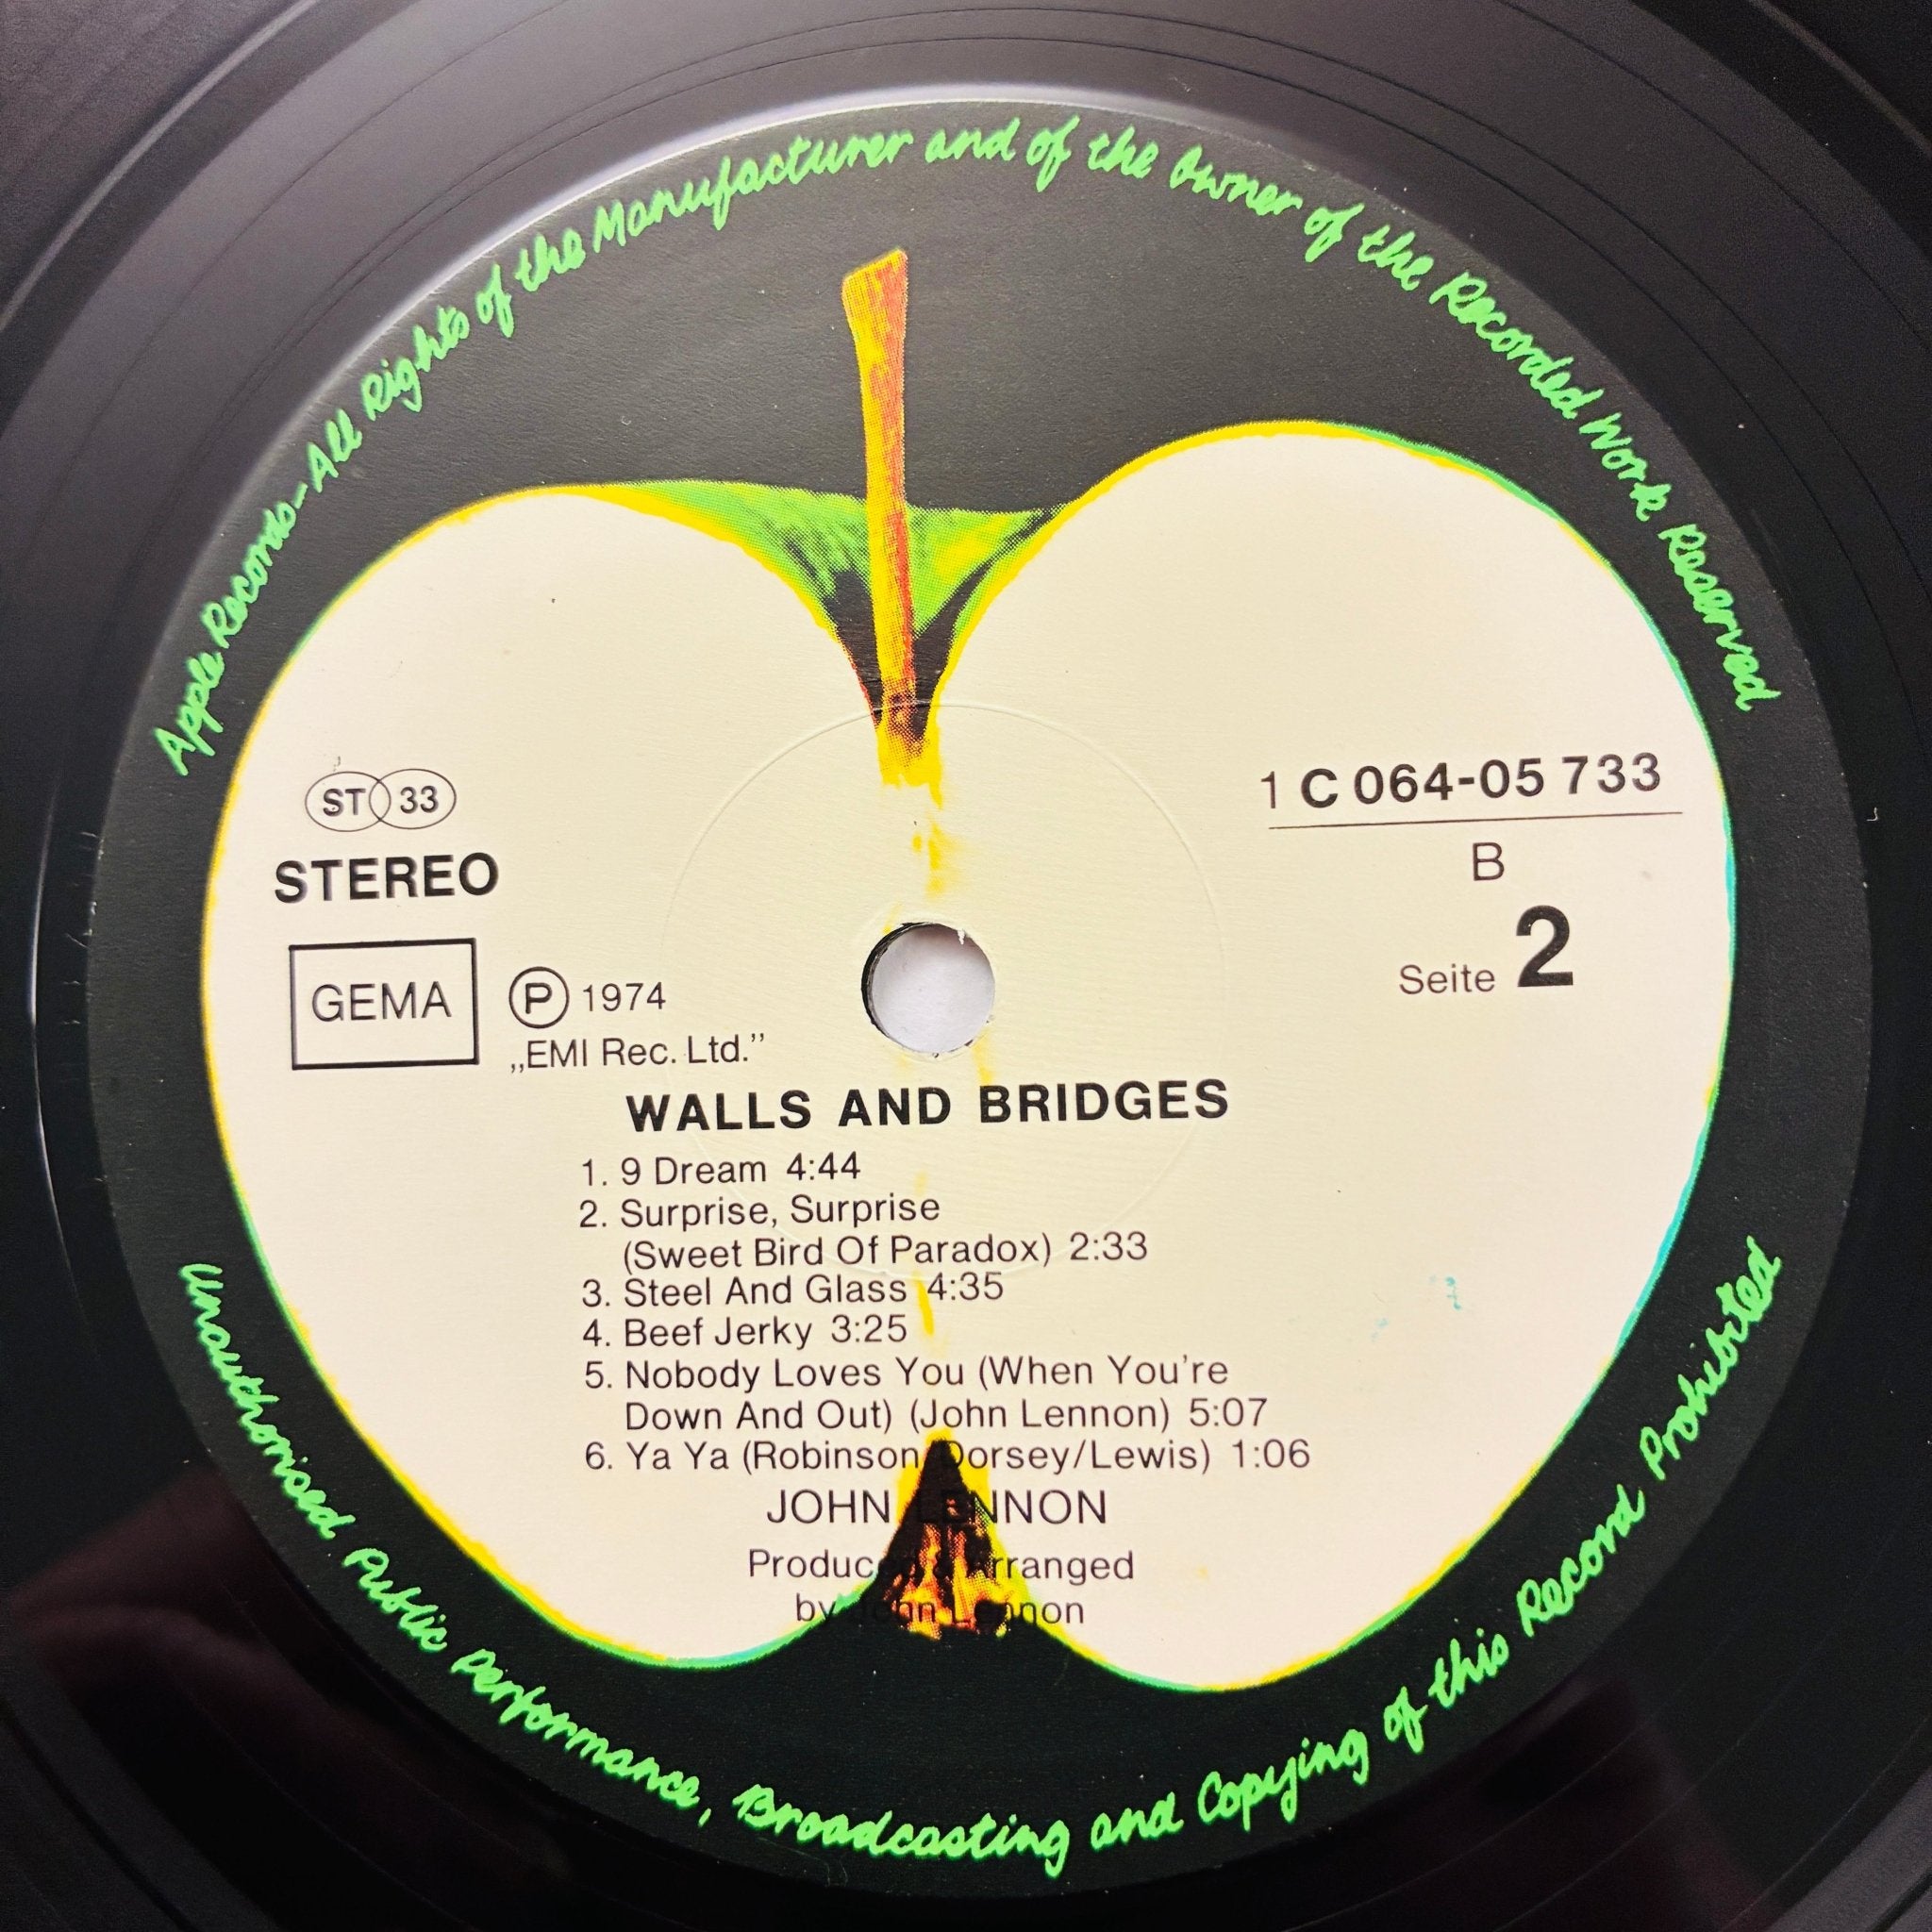 Apple Records-All Rights of the Manufacturer and of the Owner of the Recorded Work Reserved
ST 33
STEREO
GEMA
Ⓟ 1974
„EMI Rec. Ltd.”
1 C 064-05 733
B
Seite 2
WALLS AND BRIDGES
1. 9 Dream 4:44
2. Surprise, Surprise
(Sweet Bird Of Paradox) 2:33
3. Steel And Glass 4:35
4. Beef Jerky 3:25
5. Nobody Loves You (When You're
Down And Out) (John Lennon) 5:07
6. Ya Ya (Robinson/Dorsey/Lewis) 1:06
JOHN LENNON
Produced & Arranged
by John Lennon
Unauthorised Public Performance, Broadcasting and Copying of this Record Prohibited